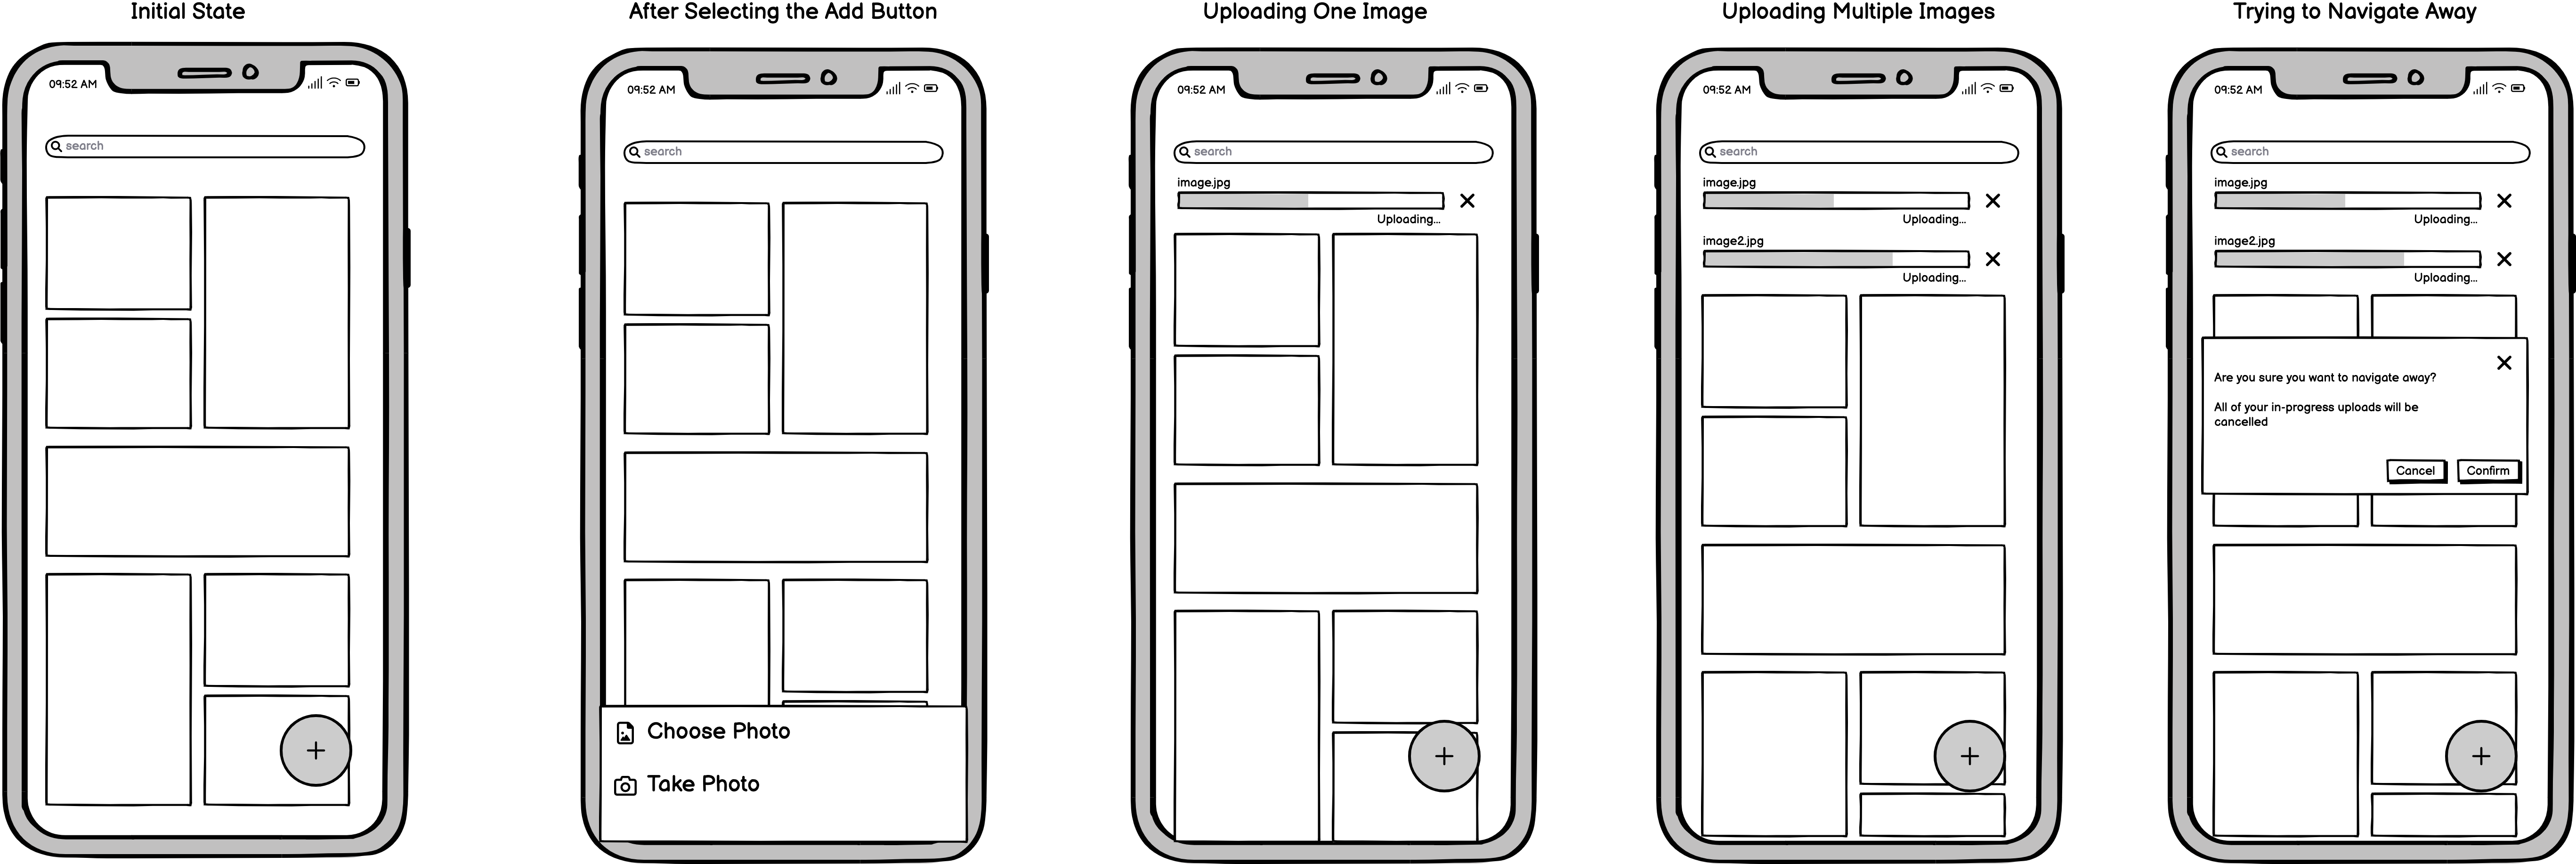 Initial State
09:52 AM
search
After Selecting the Add Button
09:52 AM
search
Choose Photo
Take Photo
Uploading One Image
09:52 AM
search
image.jpg
Uploading...
Uploading Multiple Images
09:52 AM
search
image.jpg
Uploading...
image2.jpg
Uploading...
Trying to Navigate Away
09:52 AM
search
image.jpg
Uploading...
image2.jpg
Uploading...
Are you sure you want to navigate away?
All of your in-progress uploads will be
cancelled
Cancel Confirm